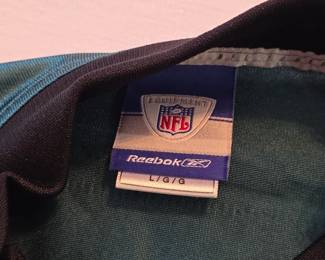 EQUIPMENT
NFL
Reebok
L/G/G